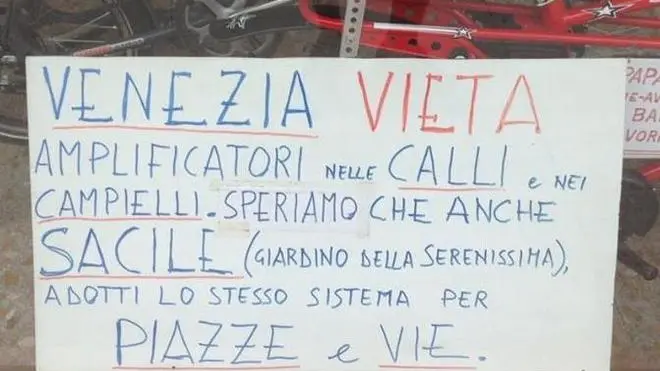 VENEZIA VIETA
AMPLIFICATORI NELLE CALLI e NEI
CAMPIELLI. SPERIAMO CHE ANCHE
SACILE (GIARDINO DELLA SERENISSIMA),
ADOTTI LO STESSO SISTEMA PER
PIAZZE e VIE.
PAPA